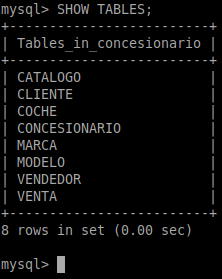 mysql> SHOW TABLES;
+-------------------------+
| Tables_in_concesionario |
+-------------------------+
| CATALOGO                |
| CLIENTE                 |
| COCHE                   |
| CONCESIONARIO           |
| MARCA                   |
| MODELO                  |
| VENDEDOR                |
| VENTA                   |
+-------------------------+
8 rows in set (0.00 sec)
mysql>